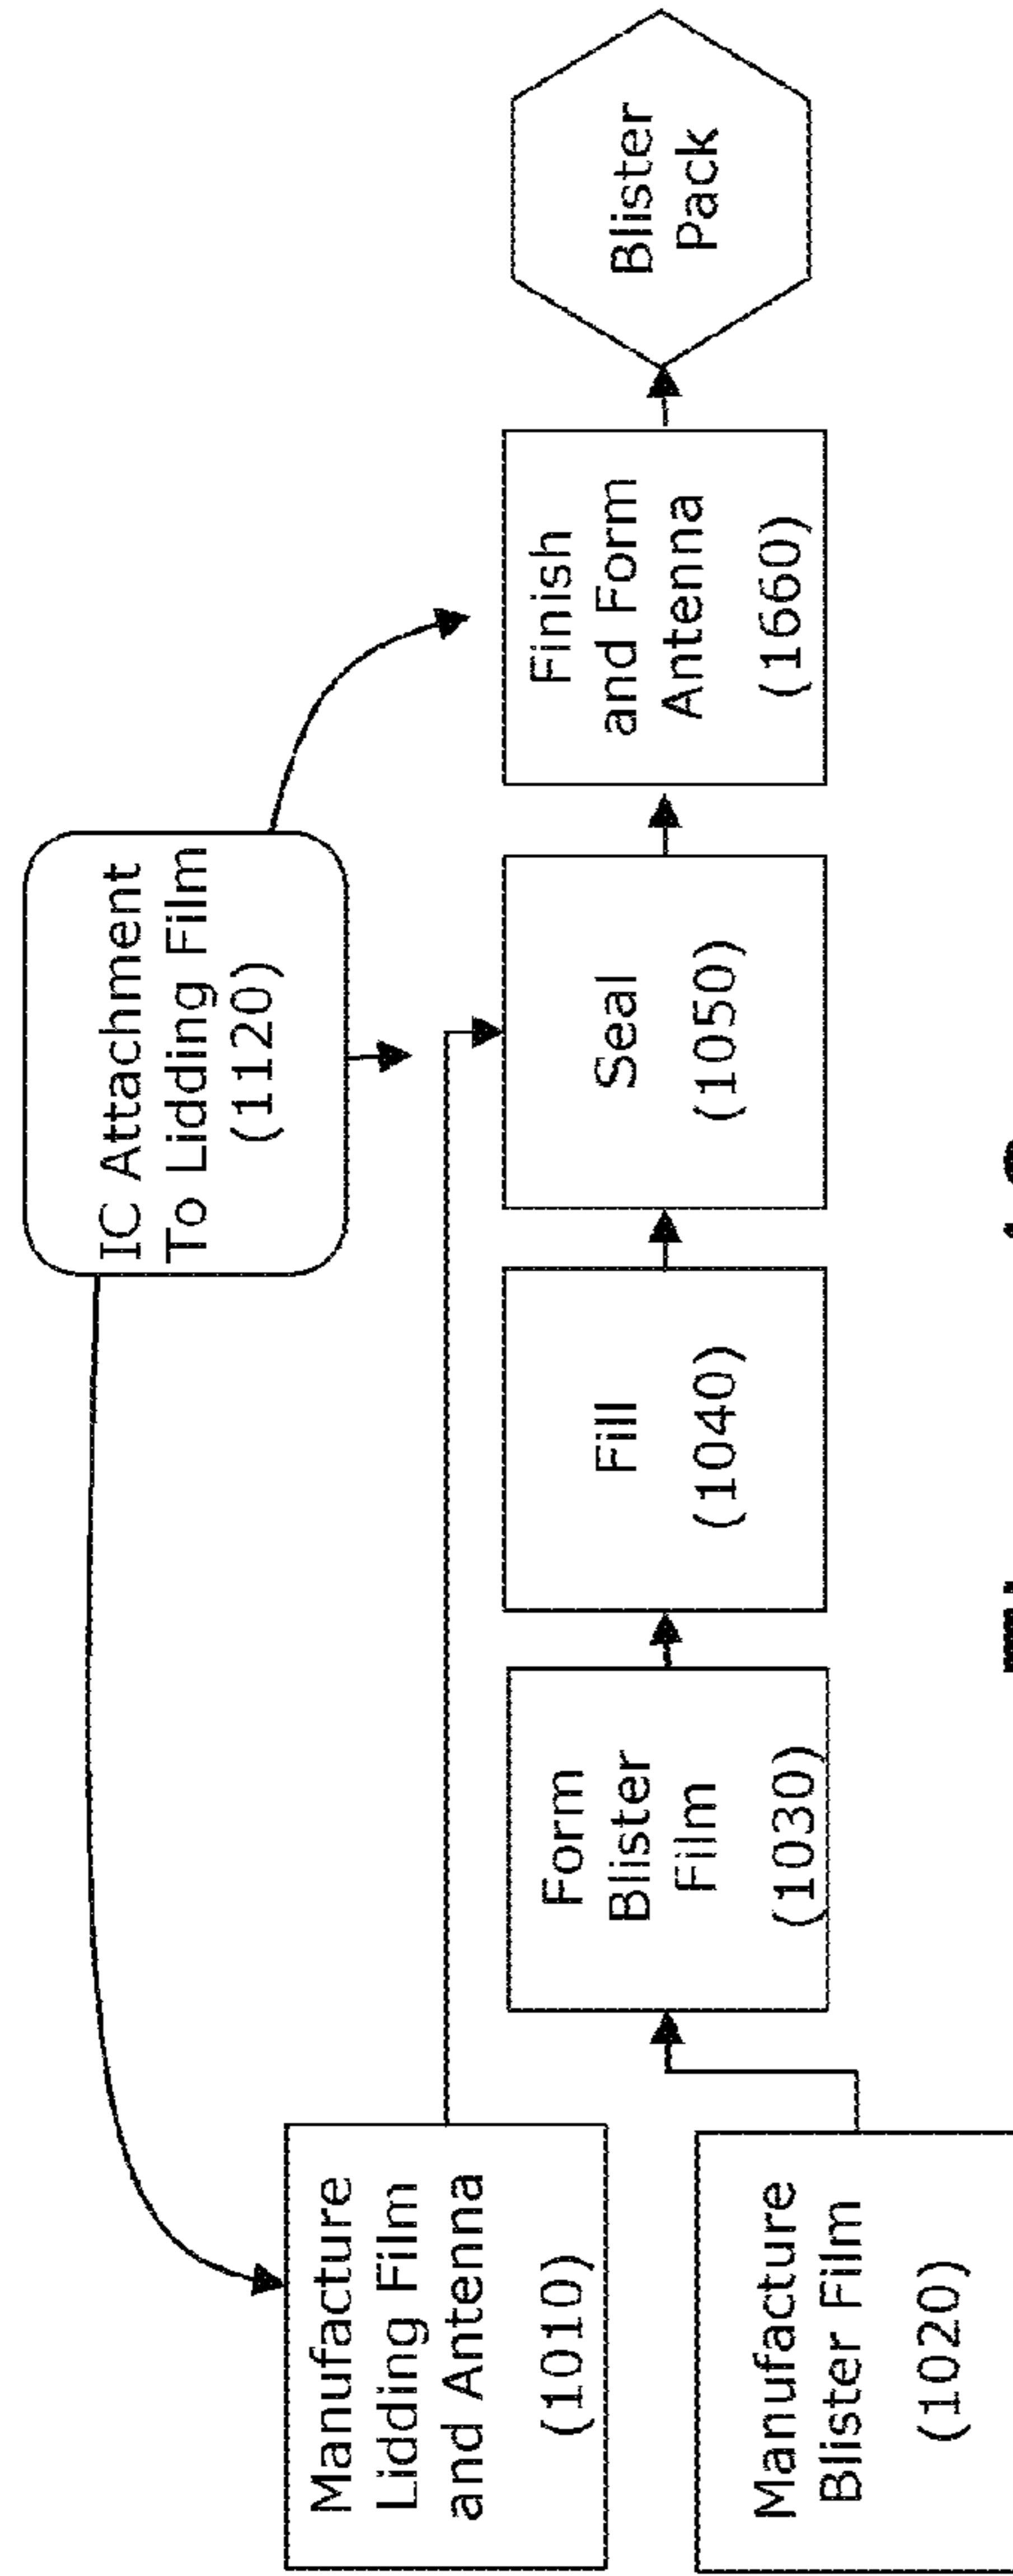 IC Attachment
To Lidding Film
(1120)
Manufacture
Lidding Film
and Antenna
(1010)
Manufacture
Blister Film
(1020)
Form
Blister
Film
(1030)
Fill
(1040)
Seal
(1050)
Finish
and Form
Antenna
(1660)
Blister
Pack